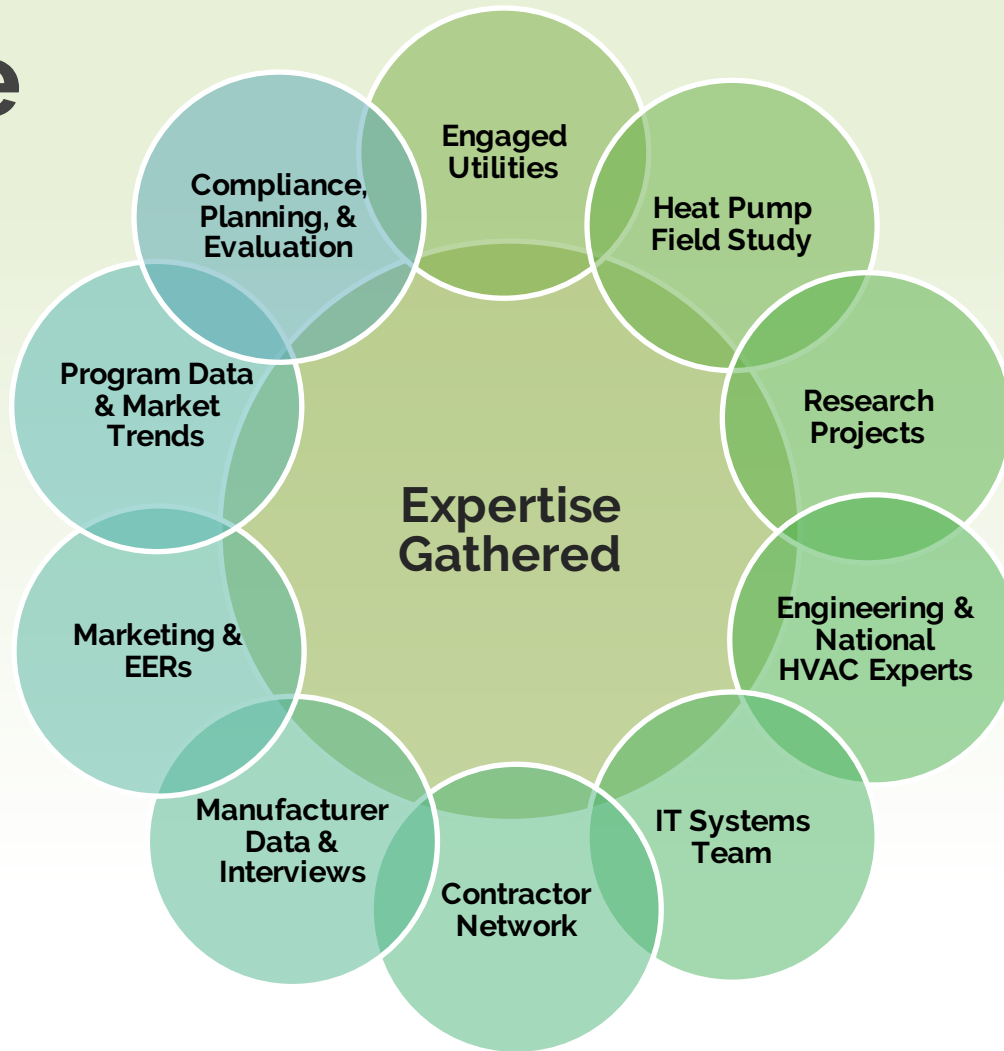 Engaged
Utilities
Heat Pump
Field Study
Research
Projects
Engineering &
National
HVAC Experts
IT Systems
Team
Contractor
Network
Manufacturer
Data &
Interviews
Marketing &
EERs
Program Data
& Market
Trends
Compliance,
Planning, &
Evaluation
Expertise
Gathered